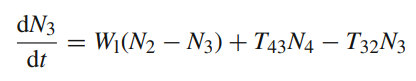 dN3/dt = W1(N2 – N3) + T43N4 – T32N3